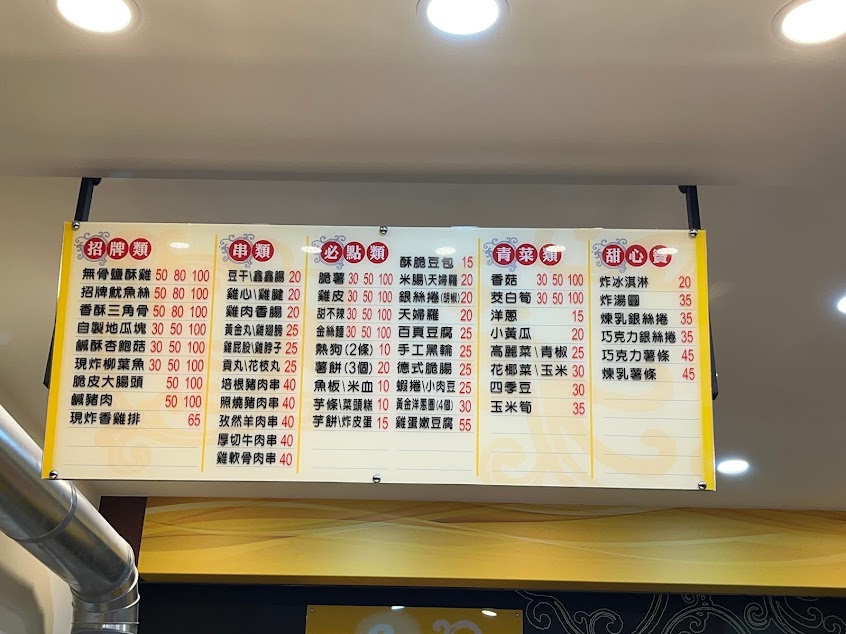 招牌類
無骨鹽酥雞 50 80 100
招牌魷魚絲 50 80 100
香酥三角骨 50 80 100
自製地瓜塊 30 50 100
鹹酥杏鮑菇 30 50 100
現炸柳葉魚 30 50 100
脆皮大腸頭 50 100
鹹豬肉 50 100
現炸香雞排 65
串類
豆干\鑫鑫腸 20
雞心\雞腱 20
雞肉香腸 20
黃金丸\雞翅膀 25
雞屁股\雞脖子 25
貢丸\花枝丸 25
培根豬肉串 40
照燒豬肉串 40
孜然羊肉串 40
厚切牛肉串 40
雞軟骨肉串 40
必點類
脆薯 30 50 100
雞皮 30 50 100
甜不辣 30 50 100
金絲麵 30 50 100
熱狗(2條) 10
薯餅(3個) 20
魚板\米血 10
芋條\菜頭糕 10
芋餅\炸皮蛋 15
酥脆豆包 15
米腸\天婦羅 20
銀絲捲(胡椒) 20
天婦羅 20
百頁豆腐 25
手工黑輪 25
德式脆腸 25
蝦捲\小肉豆 25
黃金洋蔥圈(4個) 30
雞蛋嫩豆腐 55
青菜類
香菇 30 50 100
茭白筍 30 50 100
洋蔥 15
小黃瓜 20
高麗菜\青椒 25
花椰菜\玉米 30
四季豆 30
玉米筍 35
甜心餐
炸冰淇淋 20
炸湯圓 35
煉乳銀絲捲 35
巧克力銀絲捲 35
巧克力薯條 45
煉乳薯條 45